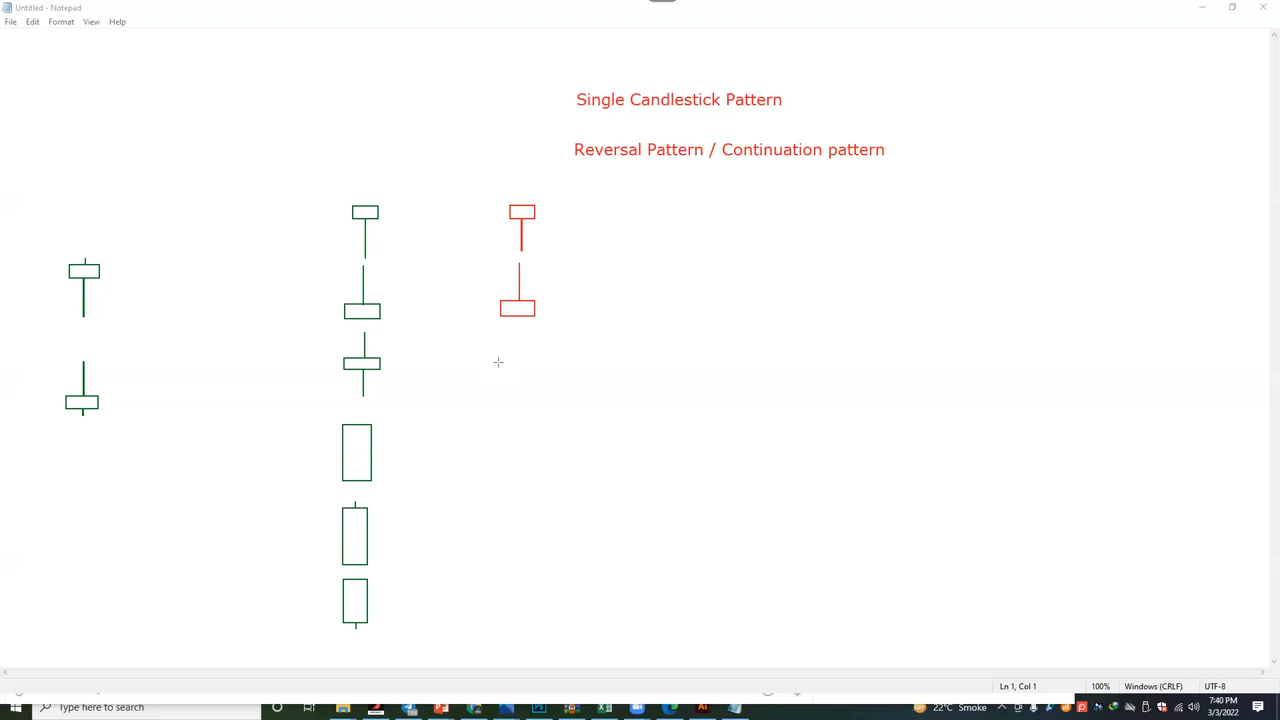 Untitled - Notepad
File Edit Format View Help
Single Candlestick Pattern
Reversal Pattern / Continuation pattern
Ln 1, Col 1 100% Windows (CRLF) UTF-8
Type here to search
22°C Smoke
7:40 PM
3/3/2022